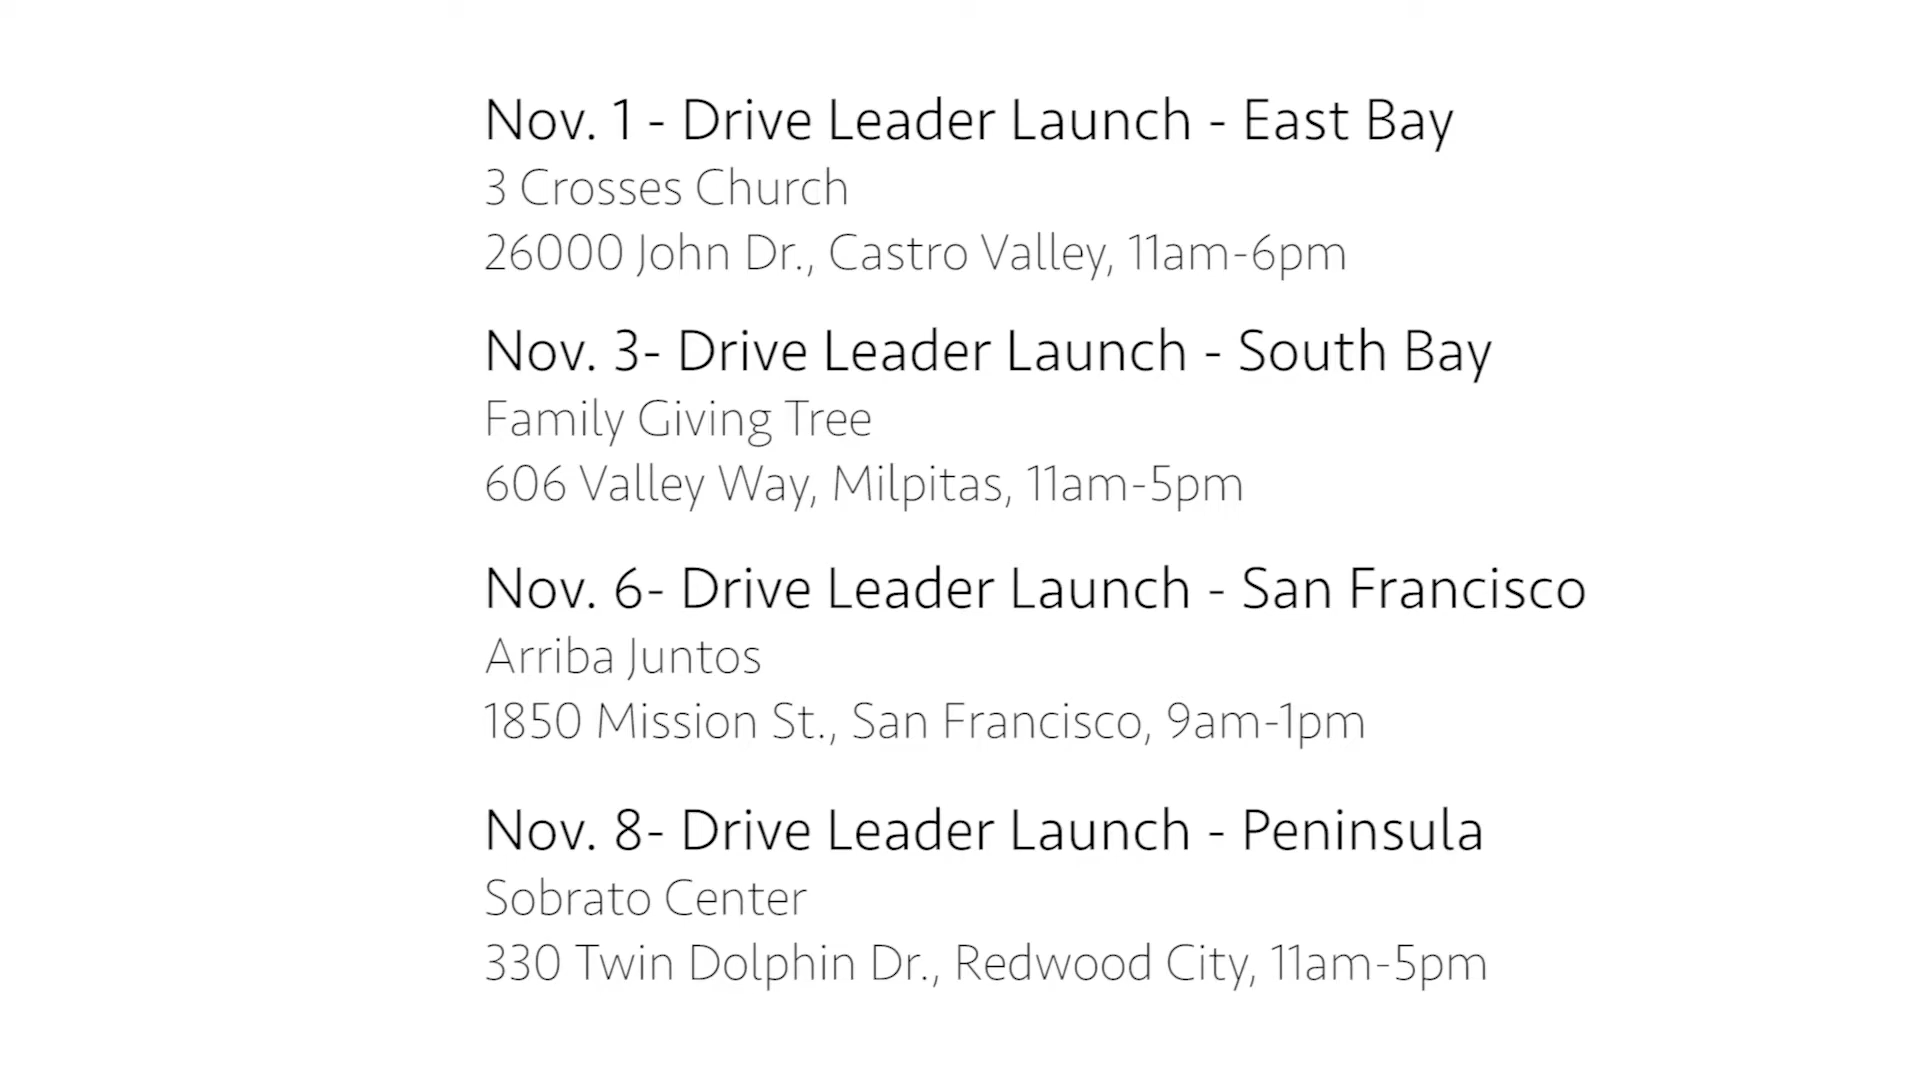 Nov. 1 - Drive Leader Launch - East Bay
3 Crosses Church
26000 John Dr., Castro Valley, 11am-6pm
Nov. 3- Drive Leader Launch - South Bay
Family Giving Tree
606 Valley Way, Milpitas, 11am-5pm
Nov. 6- Drive Leader Launch - San Francisco
Arriba Juntos
1850 Mission St., San Francisco, 9am-1pm
Nov. 8- Drive Leader Launch - Peninsula
Sobrato Center
330 Twin Dolphin Dr., Redwood City, 11am-5pm